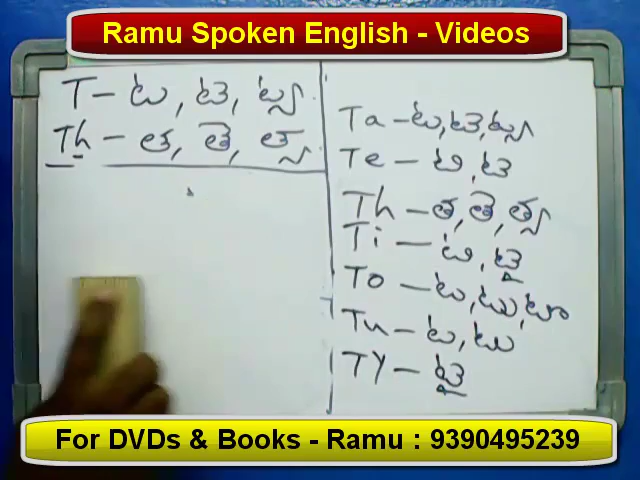 Ramu Spoken English - Videos
T - ట, టె, ట్స
Th - త, తె, త్స
Ta - ట, టె, ట్స
Te - టి, టె
Th - త, తె, త్స
Ti - టి, టై
To - ట, టు, టూ
Tu - ట, టు
TY - టై
For DVDs & Books - Ramu : 9390495239